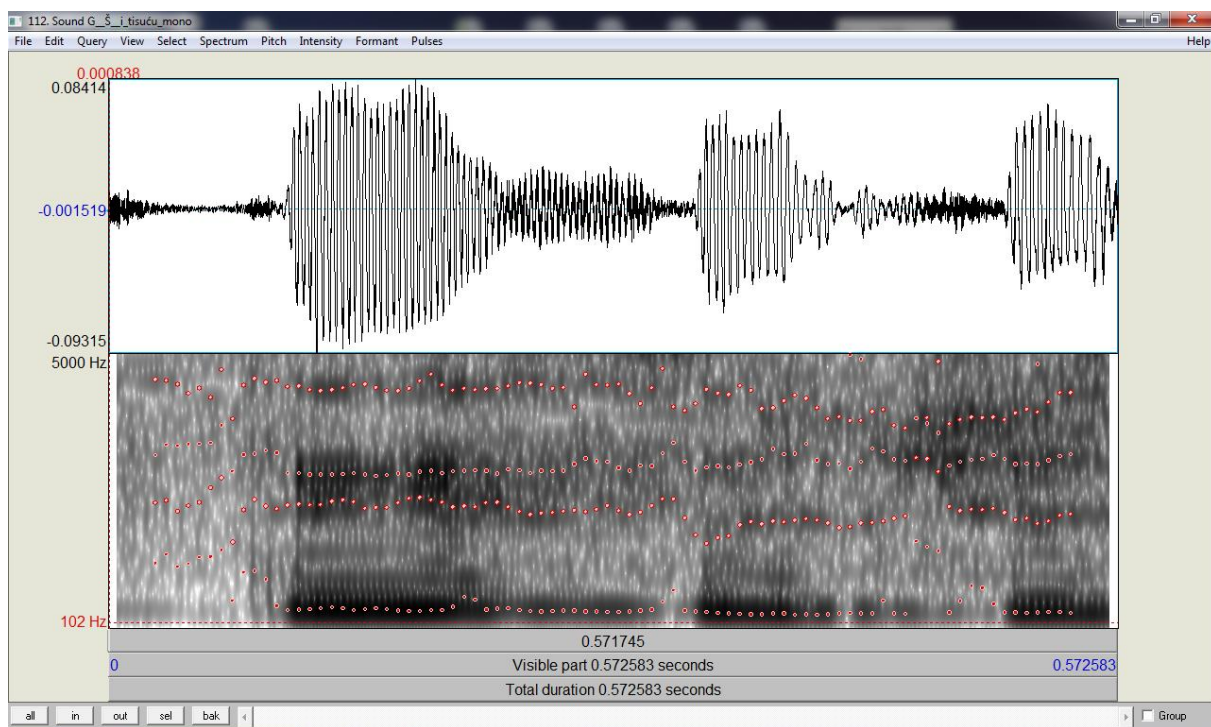 112. Sound G__Š__i_tisuću_mono
File Edit Query View Select Spectrum Pitch Intensity Formant Pulses Help
0.000838
0.08414
-0.001519
-0.09315
5000 Hz
102 Hz
0.571745
0 Visible part 0.572583 seconds 0.572583
Total duration 0.572583 seconds
all in out sel bak Group